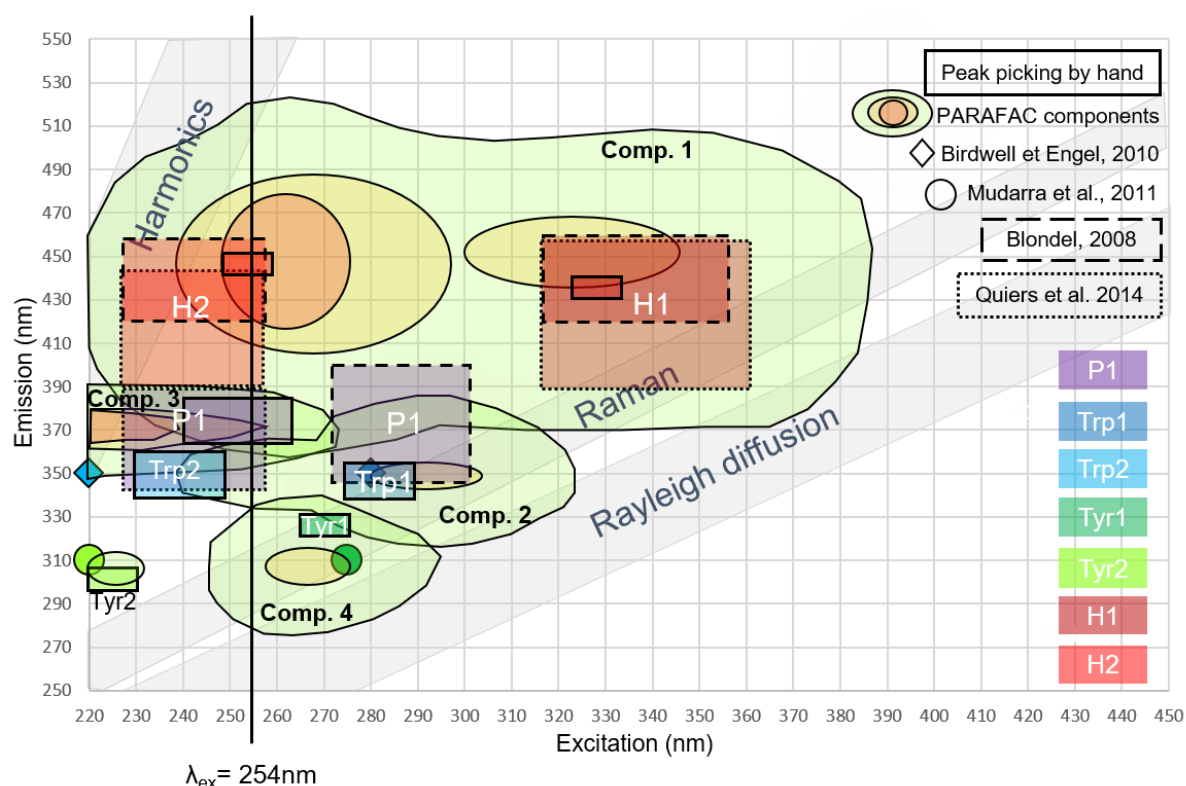 550
530
510
490
470
450
430
410
390
370
350
330
310
290
270
250
Emission (nm)
220 230 240 250 260 270 280 290 300 310 320 330 340 350 360 370 380 390 400 410 420 430 440 450
Excitation (nm)
λex= 254nm
Harmonics
Raman
Rayleigh diffusion
Comp. 1
Comp. 2
Comp. 3
Comp. 4
H2
H1
P1
P1
Trp2
Trp1
Tyr1
Tyr2
Peak picking by hand
PARAFAC components
Birdwell et Engel, 2010
Mudarra et al., 2011
Blondel, 2008
Quiers et al. 2014
P1
Trp1
Trp2
Tyr1
Tyr2
H1
H2